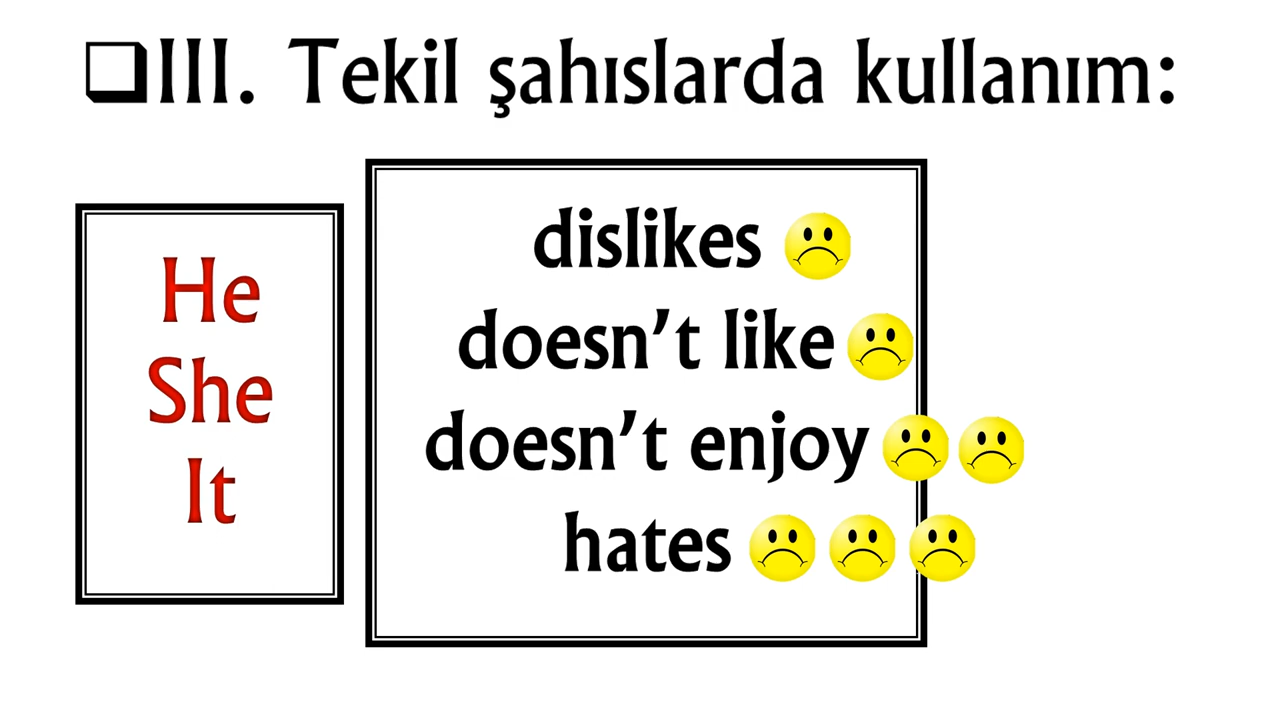 ❑III. Tekil şahıslarda kullanım:
He
She
It
dislikes
doesn’t like
doesn’t enjoy
hates